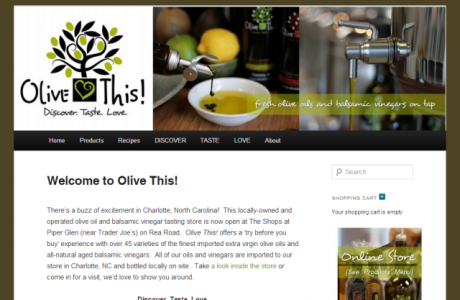 Olive This!
Discover. Taste. Love.
fresh olive oils and balsamic vinegars on tap
Home Products Recipes DISCOVER TASTE LOVE About
Welcome to Olive This!
Search
SHOPPING CART
Your shopping cart is empty
There's a buzz of excitement in Charlotte, North Carolina! This locally-owned and
operated olive oil and balsamic vinegar tasting store is now open at The Shops at
Piper Glen (near Trader Joe's) on Rea Road. Olive This! offers a 'try before you
buy' experience with over 45 varieties of the finest imported extra virgin olive oils and
all-natural aged balsamic vinegars. All of our oils and vinegars are imported to our
store in Charlotte, NC and bottled locally on site. Take a look inside the store or
come in for a visit, we'd love to show you around.
Discover. Taste. Love.
Online Store
(See Products Menu)